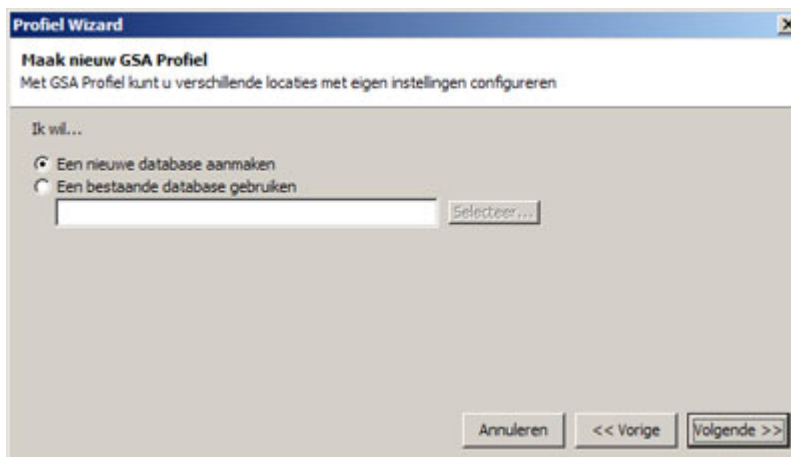 Profiel Wizard
Maak nieuw GSA Profiel
Met GSA Profiel kunt u verschillende locaties met eigen instellingen configureren
Ik wil...
Een nieuwe database aanmaken
Een bestaande database gebruiken
Selecteer...
Annuleren
<< Vorige
Volgende >>